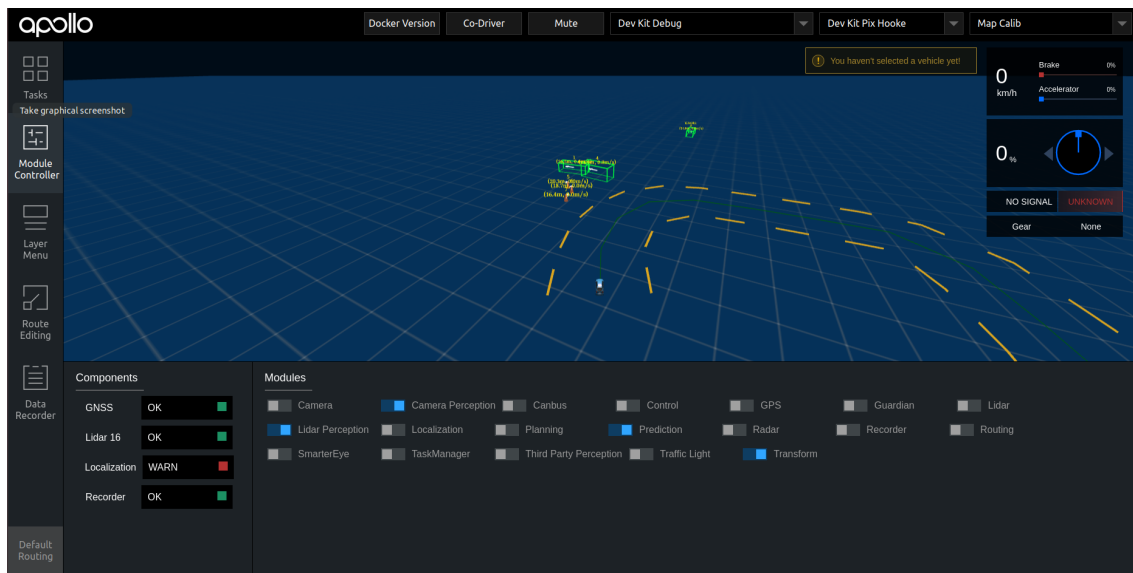 apollo
Docker Version
Co-Driver
Mute
Dev Kit Debug
Dev Kit Pix Hooke
Map Calib
Tasks
Take graphical screenshot
Module
Controller
Layer
Menu
Route
Editing
Data
Recorder
Default
Routing
You haven't selected a vehicle yet!
0
km/h
Brake
0%
Accelerator
0%
0 %
NO SIGNAL
UNKNOWN
Gear
None
Components
GNSS OK
Lidar 16 OK
Localization WARN
Recorder OK
Modules
Camera Camera Perception Canbus Control GPS Guardian Lidar
Lidar Perception Localization Planning Prediction Radar Recorder Routing
SmarterEye TaskManager Third Party Perception Traffic Light Transform